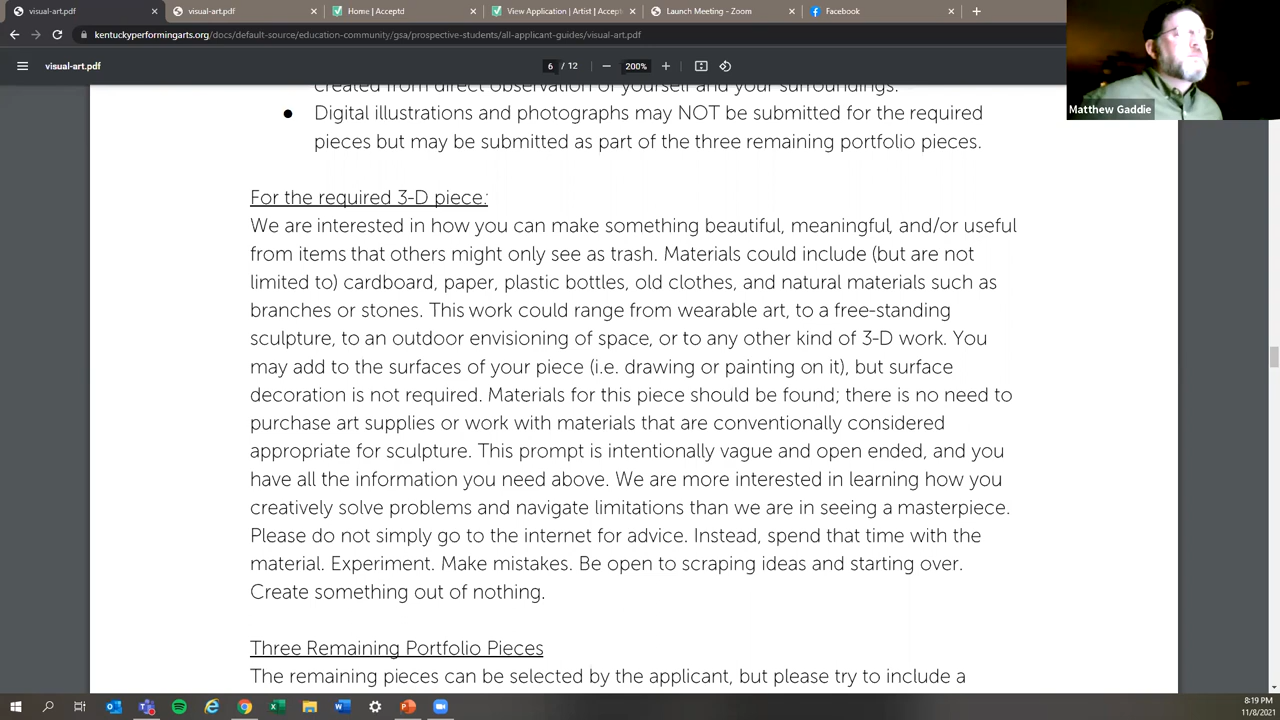 visual-art.pdf
visual-art.pdf
Home | Acceptd
View Application | Artist | Accept
Launch Meeting - Zoom
Facebook
kentuckyperformingarts.org/docs/default-source/education-community/gsa/prospective-students/all-applicant-guides/visual-art.pdf
visual-art.pdf
6 / 12
200%
Matthew Gaddie
created from direct observation of yourself and your surroundings.
● Digital illustrations and photographs may NOT be submitted for the required
pieces but may be submitted as part of the three remaining portfolio pieces.
For the required 3-D piece:
We are interested in how you can make something beautiful, meaningful, and/or useful
from items that others might only see as trash. Materials could include (but are not
limited to) cardboard, paper, plastic bottles, old clothes, and natural materials such as
branches or stones. This work could range from wearable art, to a free-standing
sculpture, to an outdoor envisioning of space, or to any other kind of 3-D work. You
may add to the surfaces of your piece (i.e. drawing or painting on it), but surface
decoration is not required. Materials for this piece should be found; there is no need to
purchase art supplies or work with materials that are conventionally considered
appropriate for sculpture. This prompt is intentionally vague and open ended, and you
have all the information you need above. We are more interested in learning how you
creatively solve problems and navigate limitations than we are in seeing a masterpiece.
Please do not simply go to the internet for advice. Instead, spend that time with the
material. Experiment. Make mistakes. Be open to scraping ideas and starting over.
Create something out of nothing.
Three Remaining Portfolio Pieces
The remaining pieces can be selected by the applicant, but please try to include a
8:19 PM
11/8/2021